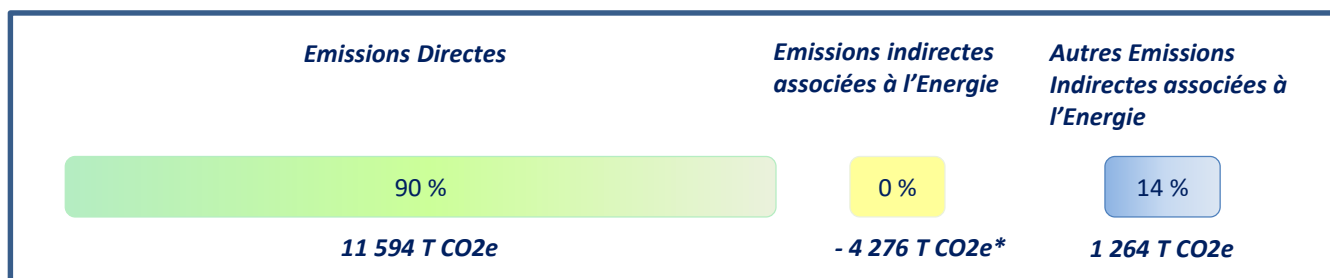 Emissions Directes
Emissions indirectes
associées à l’Energie
Autres Emissions
Indirectes associées à
l’Energie
90 %
0 %
14 %
11 594 T CO2e
- 4 276 T CO2e*
1 264 T CO2e